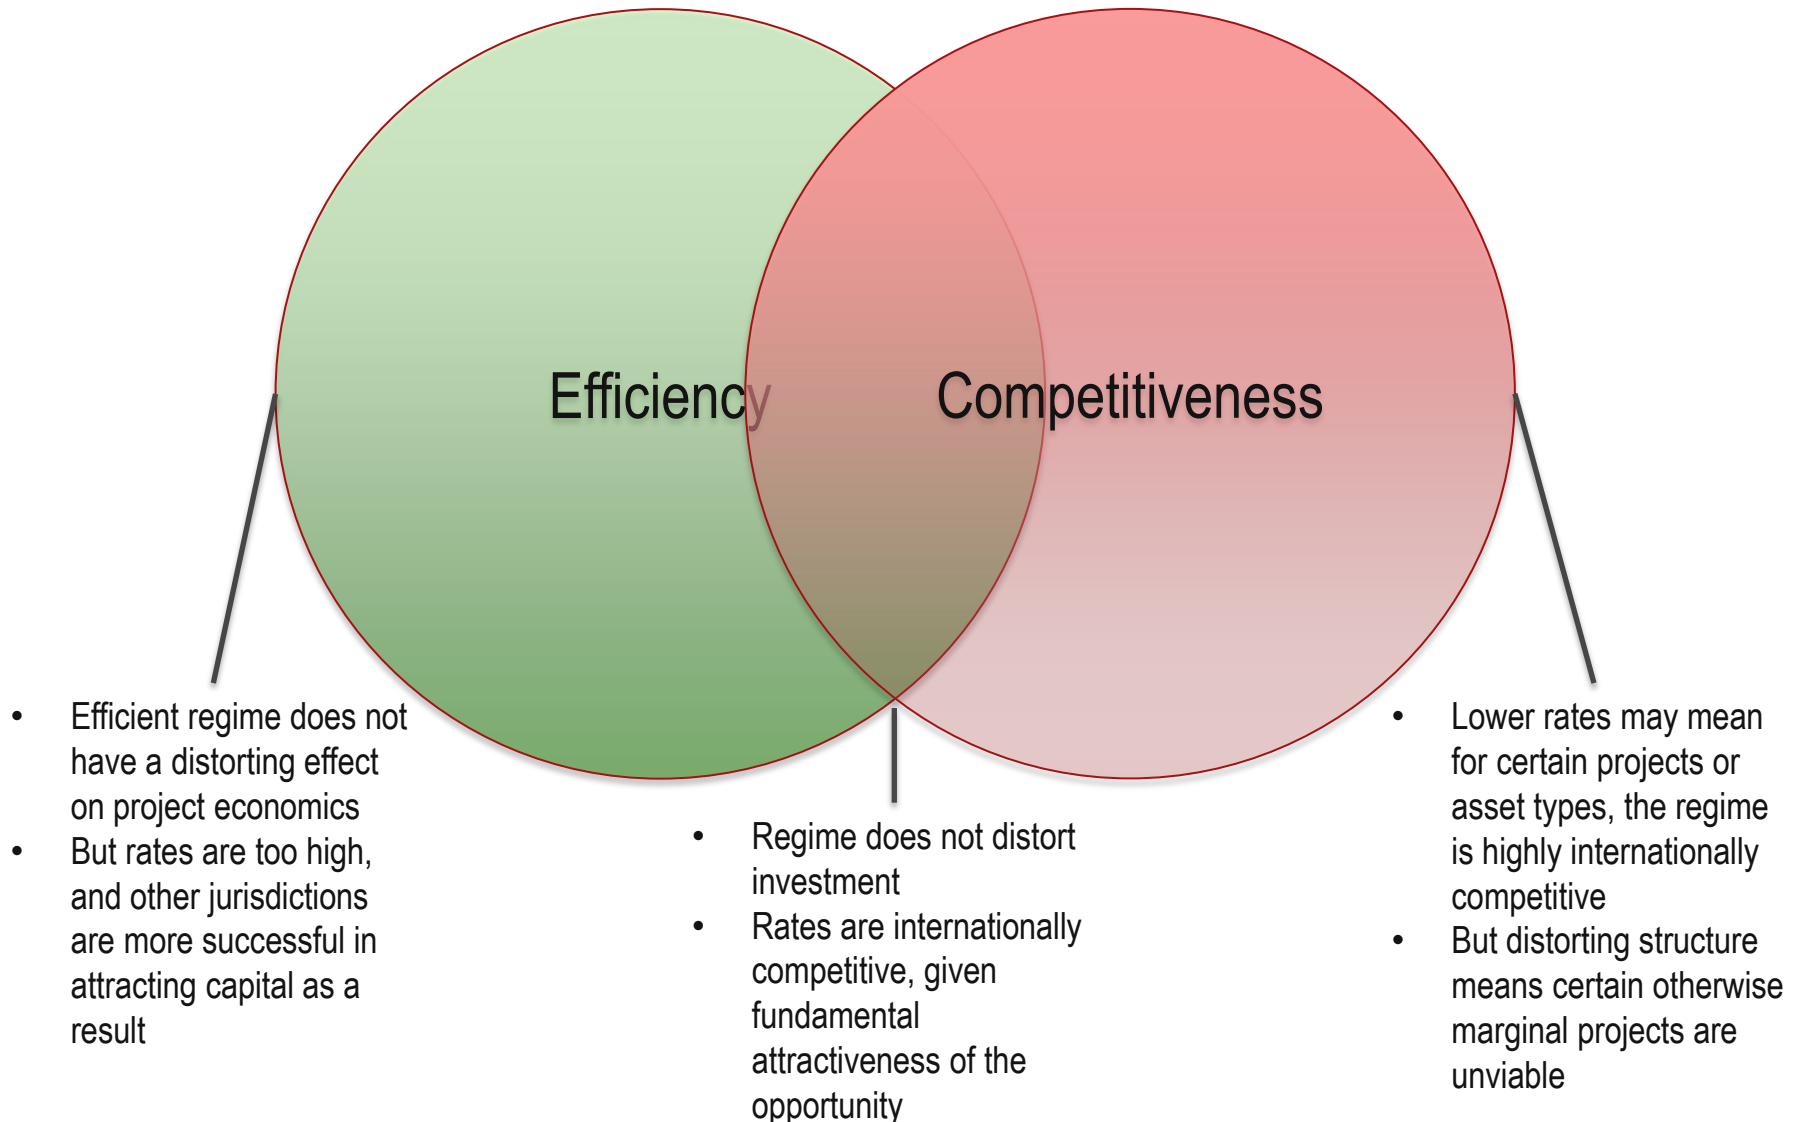 Efficiency
Competitiveness
• Efficient regime does not
have a distorting effect
on project economics
• But rates are too high,
and other jurisdictions
are more successful in
attracting capital as a
result
• Regime does not distort
investment
• Rates are internationally
competitive, given
fundamental
attractiveness of the
opportunity
• Lower rates may mean
for certain projects or
asset types, the regime
is highly internationally
competitive
• But distorting structure
means certain otherwise
marginal projects are
unviable